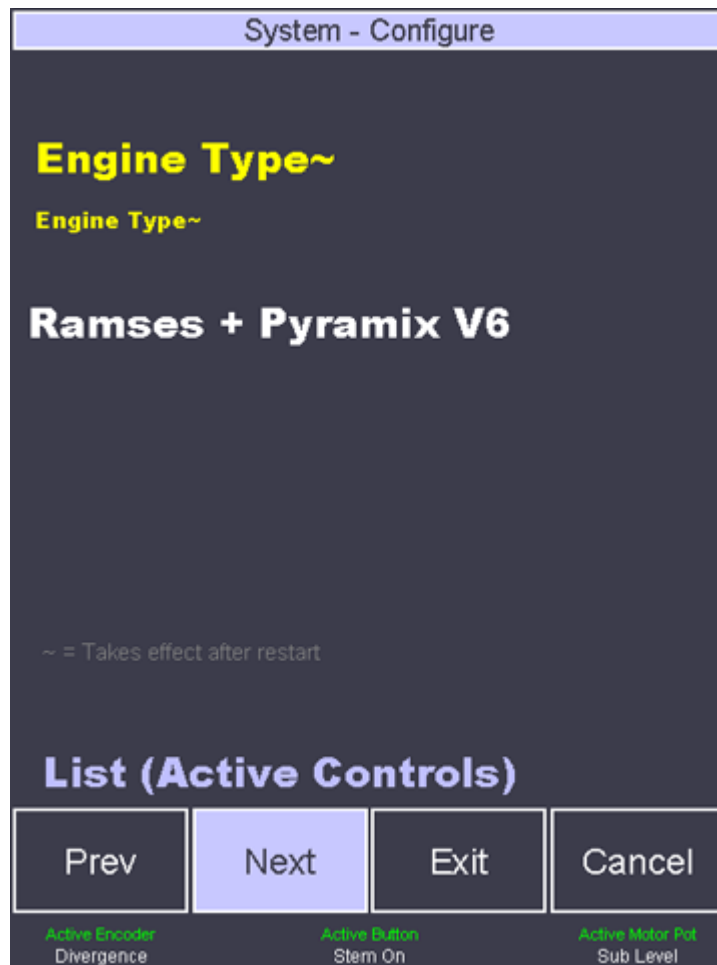 System - Configure
Engine Type~
Engine Type~
Ramses + Pyramix V6
~ = Takes effect after restart
List (Active Controls)
Prev Next Exit Cancel
Active Encoder Active Button Active Motor Pot
Divergence Stem On Sub Level